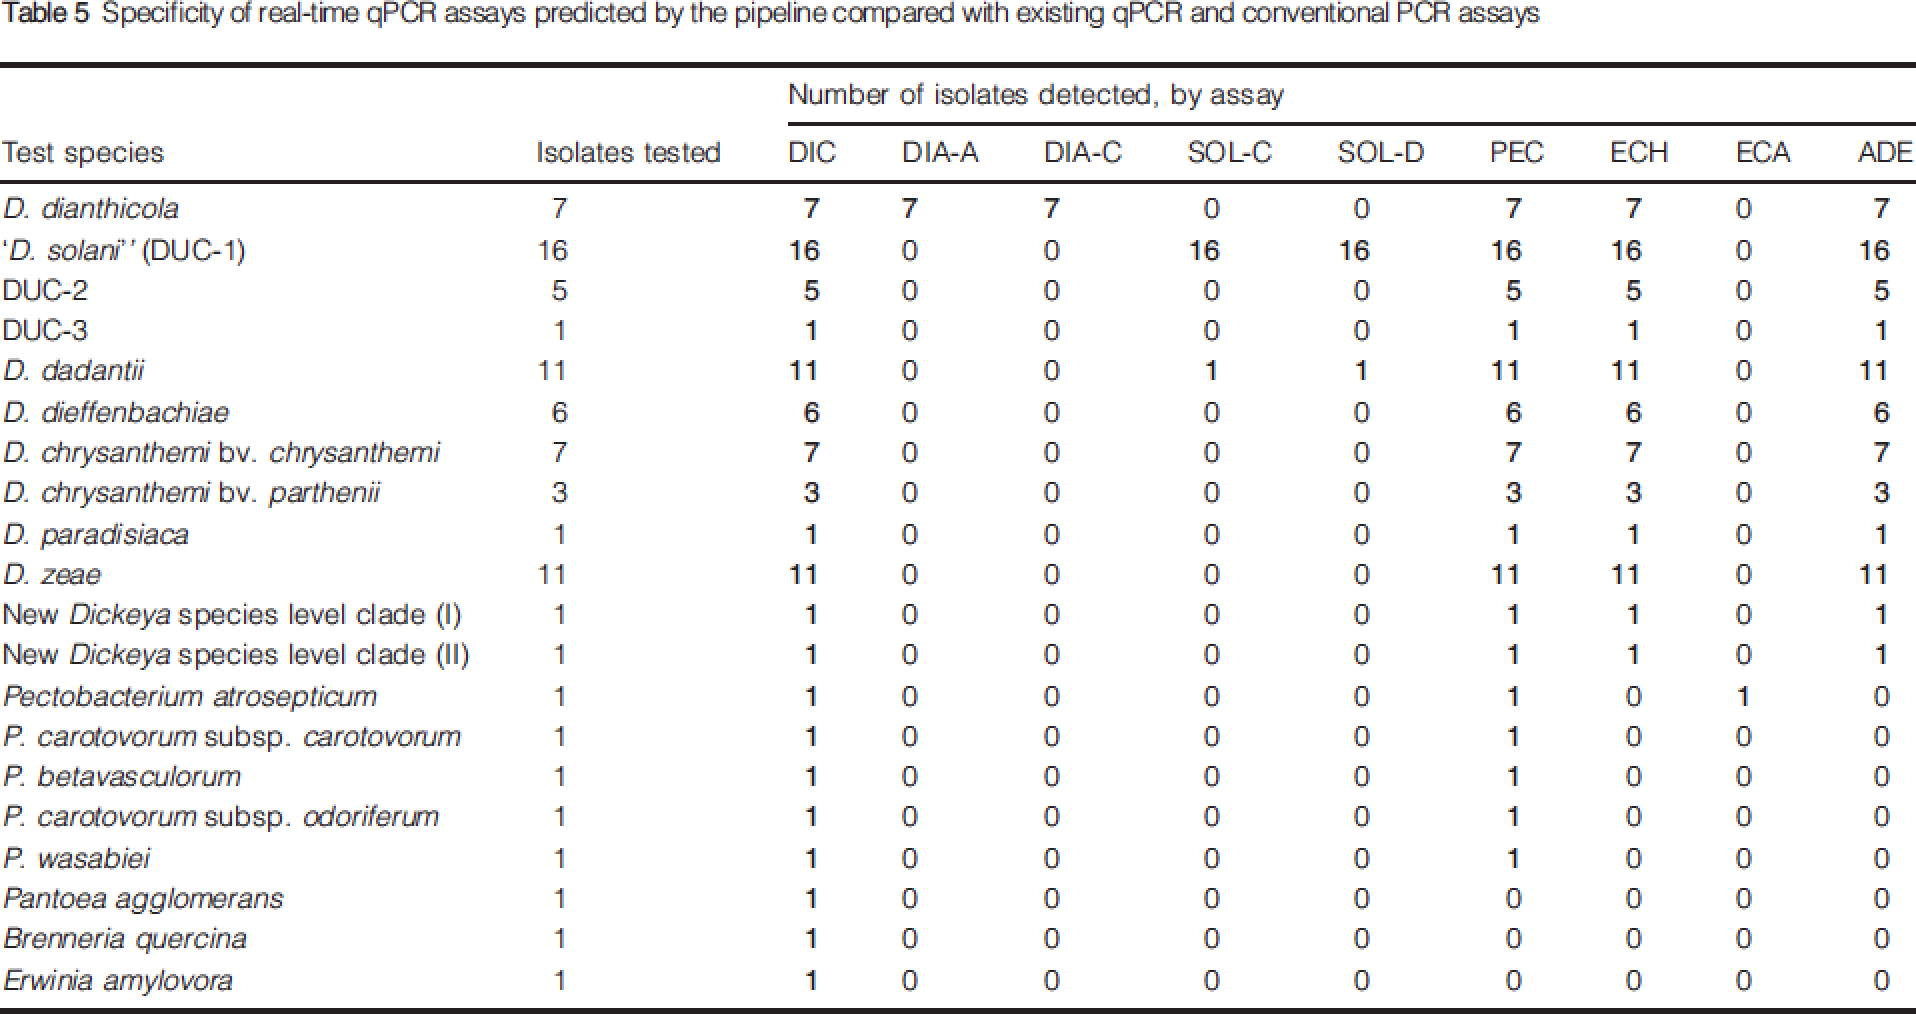 Table 5 Specificity of real-time qPCR assays predicted by the pipeline compared with existing qPCR and conventional PCR assays
Number of isolates detected, by assay
Test species Isolates tested DIC DIA-A DIA-C SOL-C SOL-D PEC ECH ECA ADE
D. dianthicola 7 7 7 7 0 0 7 7 0 7
‘D. solani’’ (DUC-1) 16 16 0 0 16 16 16 16 0 16
DUC-2 5 5 0 0 0 0 5 5 0 5
DUC-3 1 1 0 0 0 0 1 1 0 1
D. dadantii 11 11 0 0 1 1 11 11 0 11
D. dieffenbachiae 6 6 0 0 0 0 6 6 0 6
D. chrysanthemi bv. chrysanthemi 7 7 0 0 0 0 7 7 0 7
D. chrysanthemi bv. parthenii 3 3 0 0 0 0 3 3 0 3
D. paradisiaca 1 1 0 0 0 0 1 1 0 1
D. zeae 11 11 0 0 0 0 11 11 0 11
New Dickeya species level clade (I) 1 1 0 0 0 0 1 1 0 1
New Dickeya species level clade (II) 1 1 0 0 0 0 1 1 0 1
Pectobacterium atrosepticum 1 1 0 0 0 0 1 0 1 0
P. carotovorum subsp. carotovorum 1 1 0 0 0 0 1 0 0 0
P. betavasculorum 1 1 0 0 0 0 1 0 0 0
P. carotovorum subsp. odoriferum 1 1 0 0 0 0 1 0 0 0
P. wasabiei 1 1 0 0 0 0 1 0 0 0
Pantoea agglomerans 1 1 0 0 0 0 0 0 0 0
Brenneria quercina 1 1 0 0 0 0 0 0 0 0
Erwinia amylovora 1 1 0 0 0 0 0 0 0 0